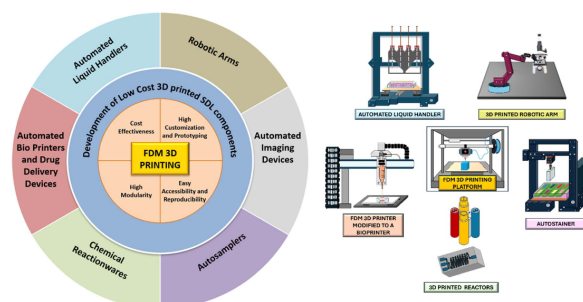 Automated
Liquid Handlers
Robotic Arms
Automated
Imaging
Devices
Autosamplers
Chemical
Reactionwares
Automated
Bio Printers
and Drug
Delivery
Devices
Development of Low Cost 3D printed SDL components
Cost
Effectiveness
High
Customization
and Prototyping
FDM 3D
PRINTING
High
Modularity
Easy
Accessibility and
Reproducibility
AUTOMATED LIQUID HANDLER
3D PRINTED ROBOTIC ARM
FDM 3D PRINTER
MODIFIED TO A
BIOPRINTER
FDM 3D PRINTING
PLATFORM
AUTOSTAINER
3D PRINTED REACTORS